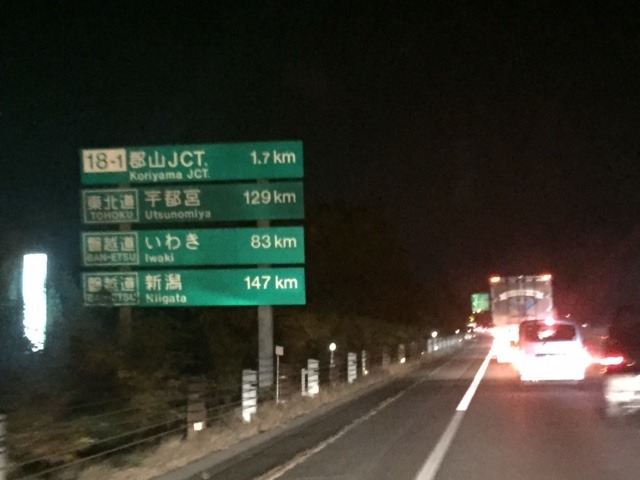 18-1 郡山JCT. 1.7km
Koriyama JCT.
東北道 宇都宮 129km
TOHOKU Utsunomiya
磐越道 いわき 83km
BAN-ETSU Iwaki
磐越道 新潟 147km
BAN-ETSU Niigata